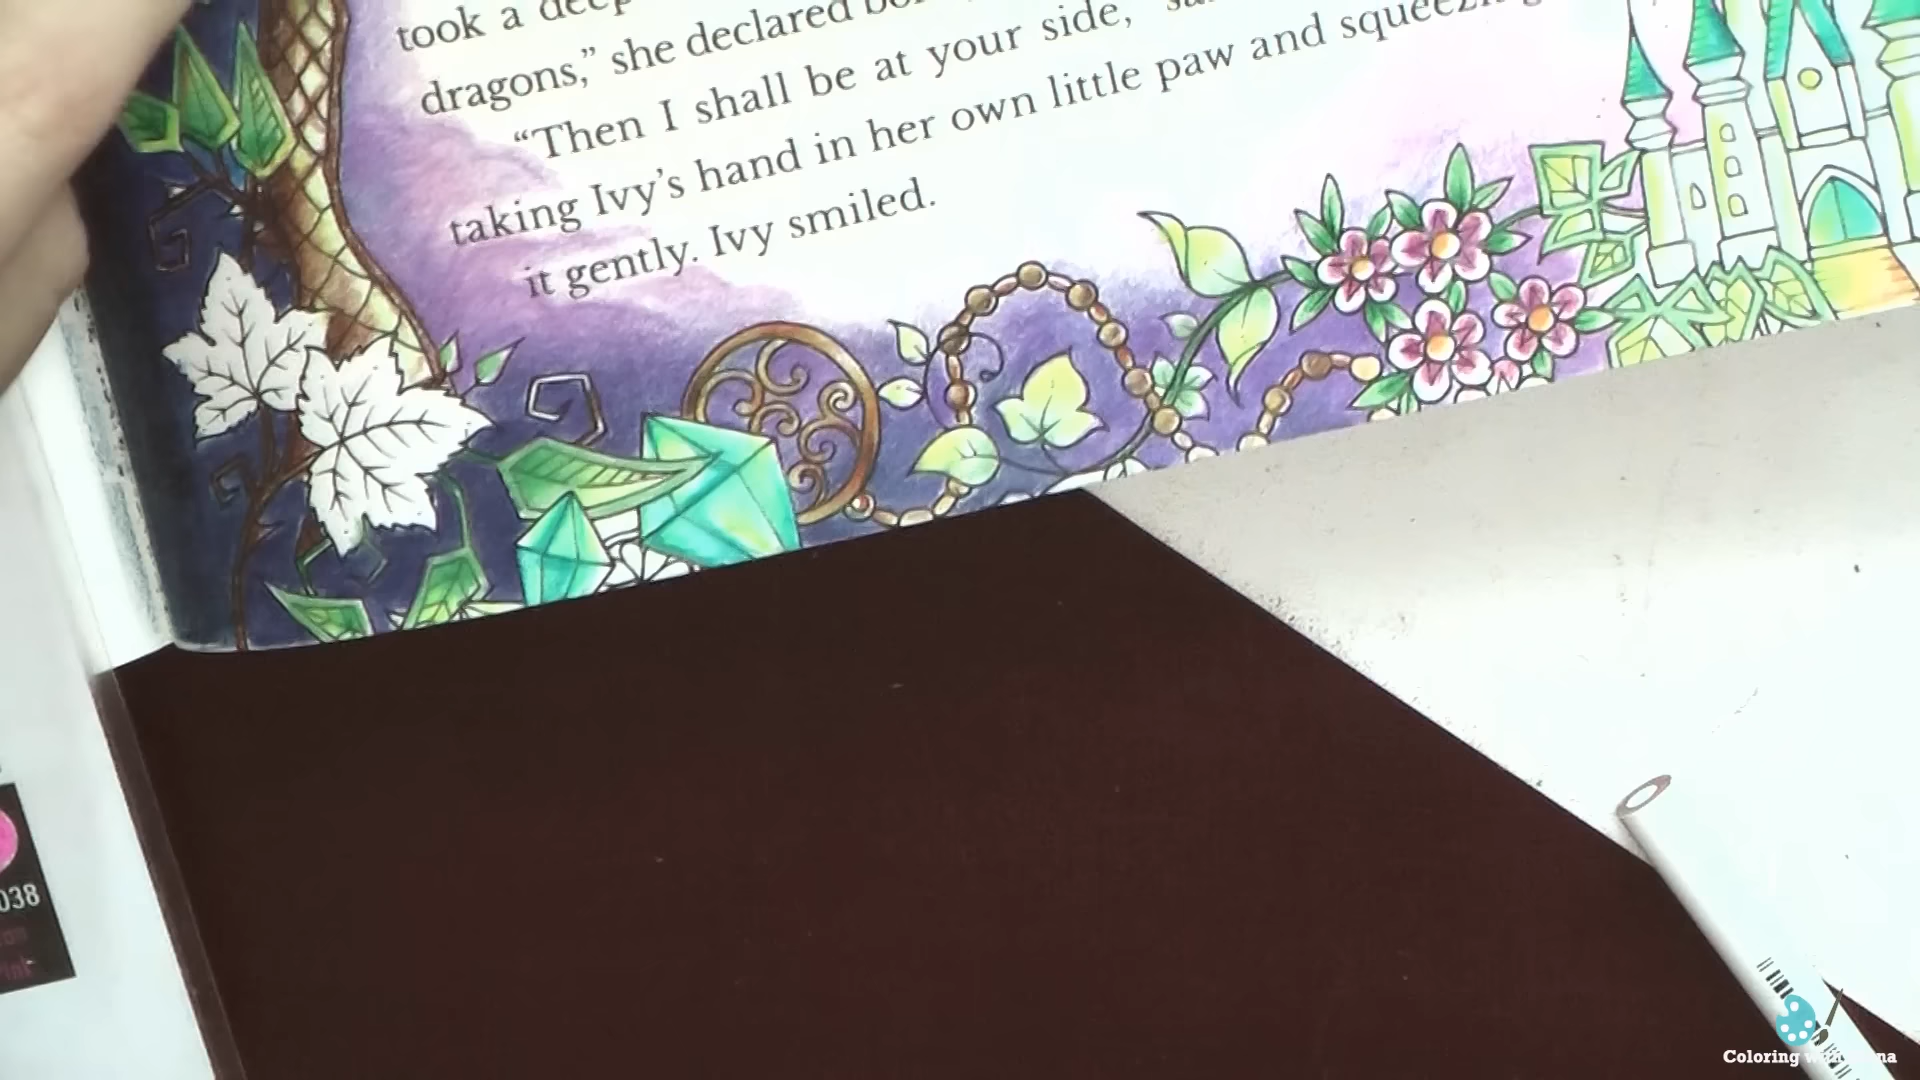 took a deep
dragons,” she declared
“Then I shall be at your side,”
taking Ivy’s hand in her own little paw and squeezing
it gently. Ivy smiled.
038
Coloring